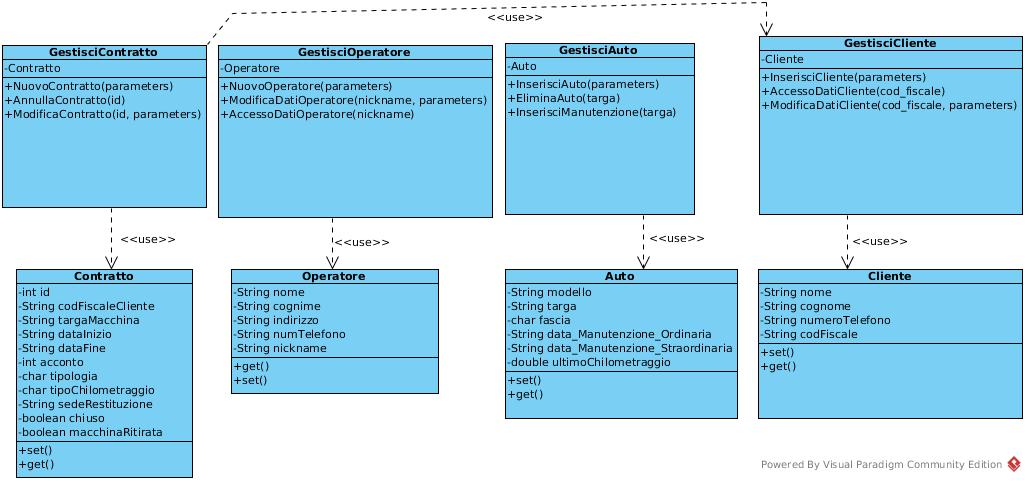 <<use>>
GestisciContratto
-Contratto
+NuovoContratto(parameters)
+AnnullaContratto(id)
+ModificaContratto(id, parameters)
GestisciOperatore
-Operatore
+NuovoOperatore(parameters)
+ModificaDatiOperatore(nickname, parameters)
+AccessoDatiOperatore(nickname)
GestisciAuto
-Auto
+InserisciAuto(parameters)
+EliminaAuto(targa)
+InserisciManutenzione(targa)
GestisciCliente
-Cliente
+InserisciCliente(parameters)
+AccessoDatiCliente(cod_fiscale)
+ModificaDatiCliente(cod_fiscale, parameters)
<<use>>
<<use>>
<<use>>
<<use>>
Contratto
-int id
-String codFiscaleCliente
-String targaMacchina
-String dataInizio
-String dataFine
-int acconto
-char tipologia
-char tipoChilometraggio
-String sedeRestituzione
-boolean chiuso
-boolean macchinaRitirata
+set()
+get()
Operatore
-String nome
-String cognime
-String indirizzo
-String numTelefono
-String nickname
+get()
+set()
Auto
-String modello
-String targa
-char fascia
-String data_Manutenzione_Ordinaria
-String data_Manutenzione_Straordinaria
-double ultimoChilometraggio
+set()
+get()
Cliente
-String nome
-String cognome
-String numeroTelefono
-String codFiscale
+set()
+get()
Powered By Visual Paradigm Community Edition